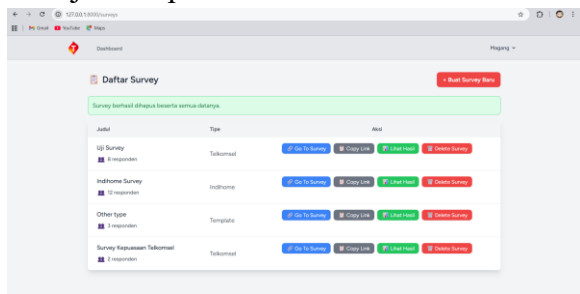 127.0.0.1:8000/surveys
Gmail YouTube Maps
Dashboard Magang
Daftar Survey + Buat Survey Baru
Survey berhasil dihapus beserta semua datanya.
Judul Tipe Aksi
Uji Survey
8 responden
Telkomsel
Go To Survey Copy Link Lihat Hasil Delete Survey
Indihome Survey
12 responden
Indihome
Go To Survey Copy Link Lihat Hasil Delete Survey
Other type
3 responden
Template
Go To Survey Copy Link Lihat Hasil Delete Survey
Survey Kepuasaan Telkomsel
2 responden
Telkomsel
Go To Survey Copy Link Lihat Hasil Delete Survey